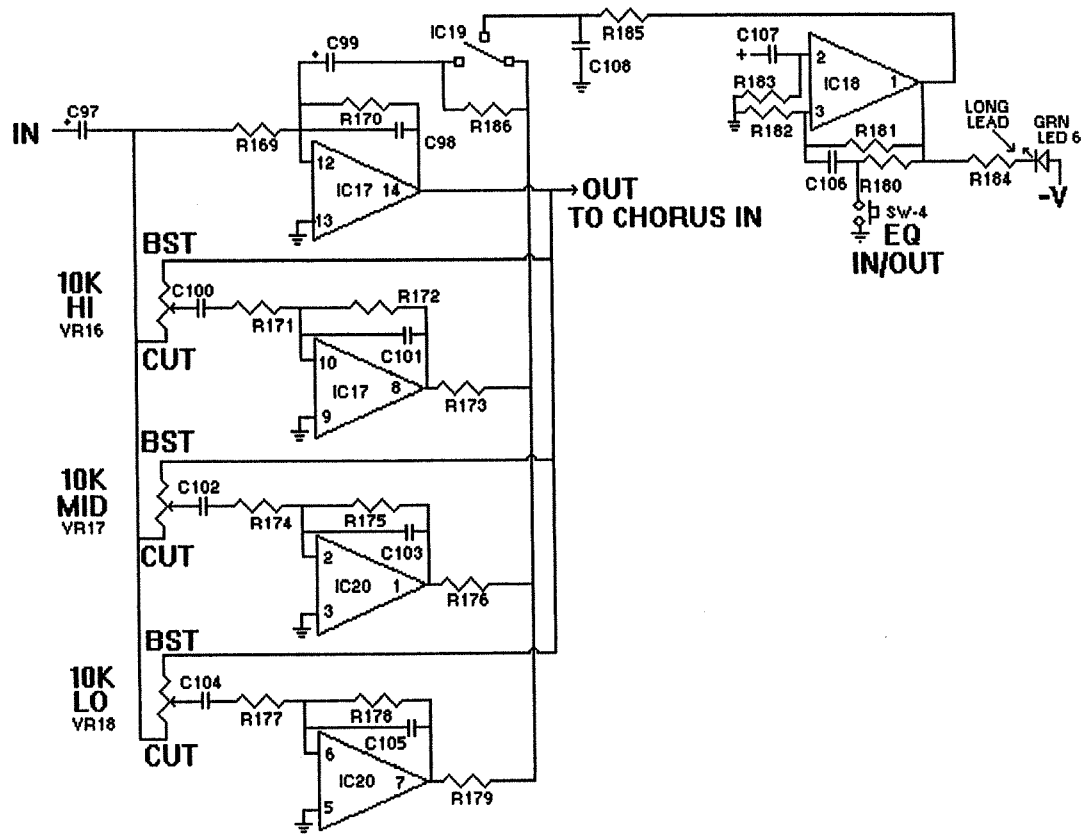 C99
IC19
R185
C107
C108
2
IC18
1
3
R183
R182
R181
LONG
LEAD
GRN
LED 6
C97
IN
R170
R186
C98
R169
12
IC17
14
13
C106
R180
R184
-V
SW-4
EQ
IN/OUT
OUT
TO CHORUS IN
BST
10K
HI
VR16
C100
R171
R172
C101
CUT
10
IC17
8
9
R173
BST
10K
MID
VR17
C102
R174
R175
C103
CUT
2
IC20
1
3
R176
BST
10K
LO
VR18
C104
R177
R178
C105
CUT
6
IC20
7
5
R179